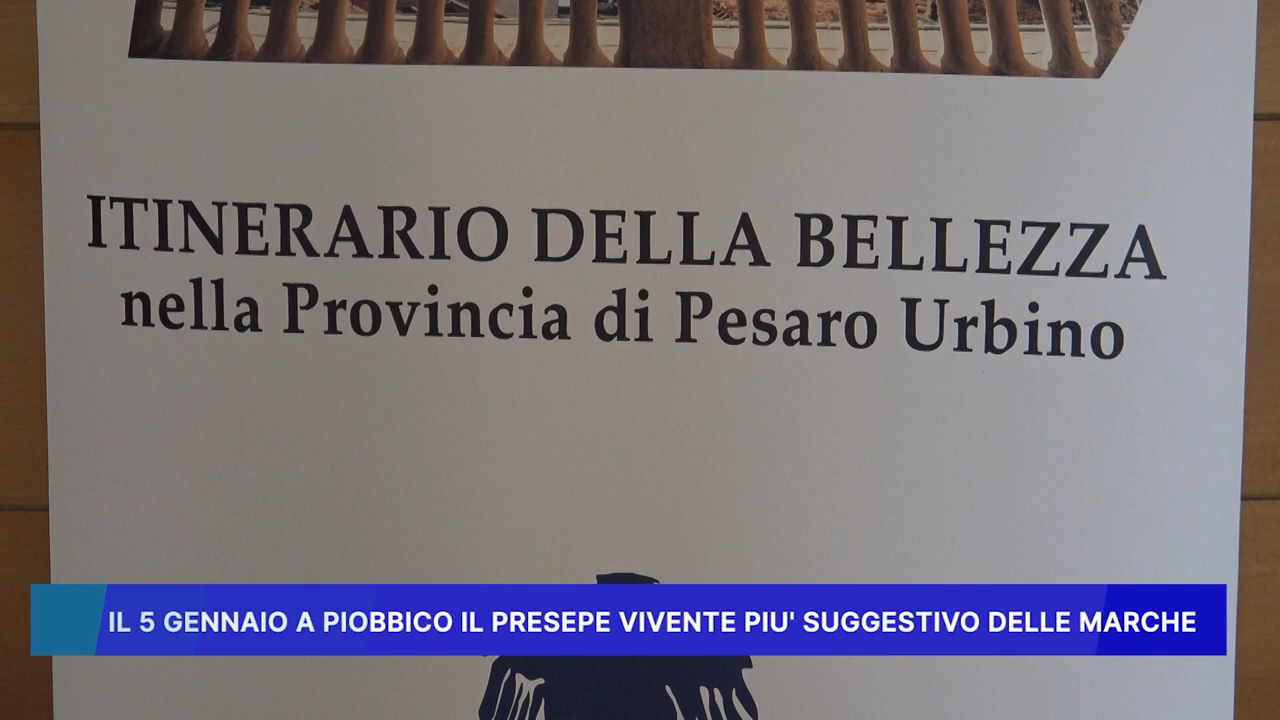 ITINERARIO DELLA BELLEZZA
nella Provincia di Pesaro Urbino
IL 5 GENNAIO A PIOBBICO IL PRESEPE VIVENTE PIU' SUGGESTIVO DELLE MARCHE